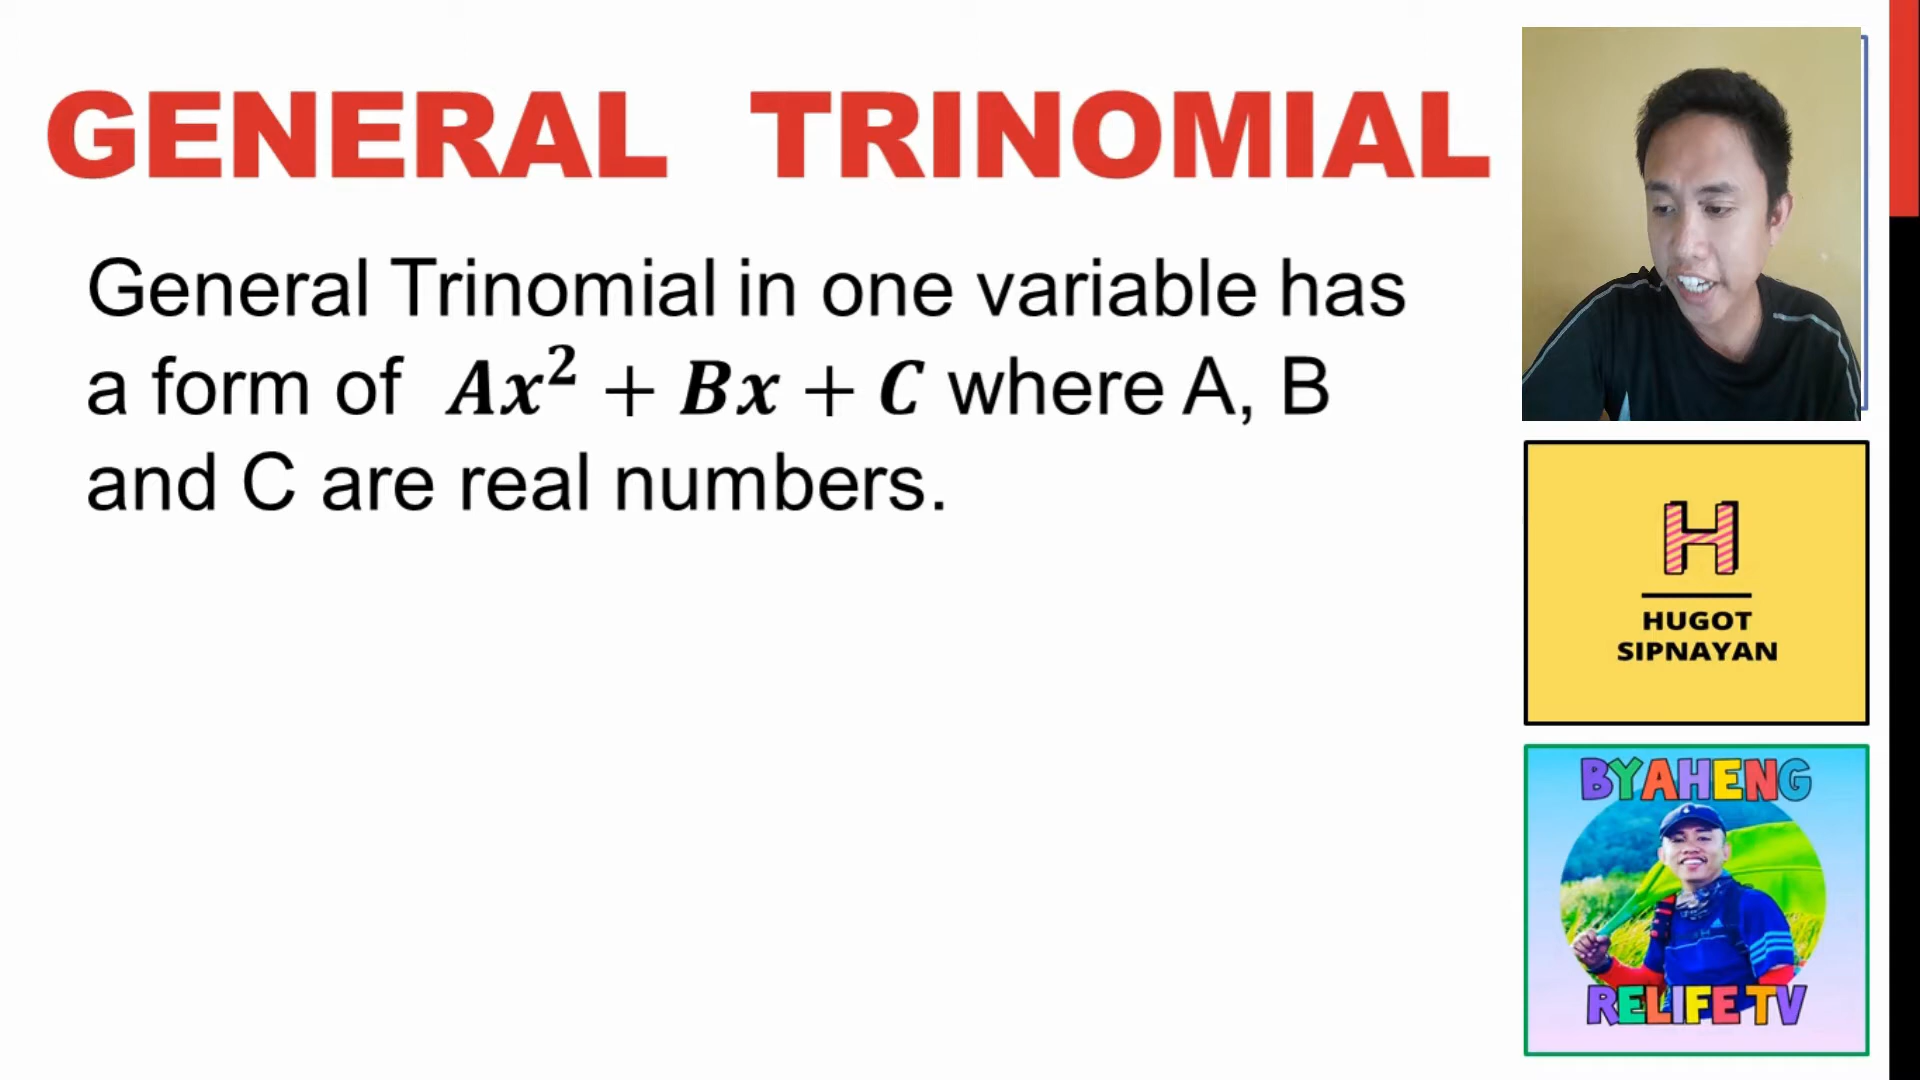 GENERAL TRINOMIAL
General Trinomial in one variable has
a form of Ax² + Bx + C where A, B
and C are real numbers.
H
HUGOT
SIPNAYAN
BYAHENG
RELIFE TV